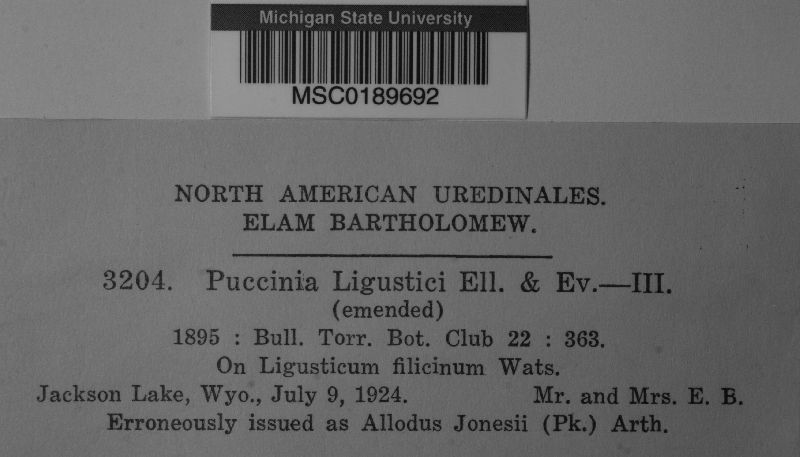 Michigan State University
MSC0189692
NORTH AMERICAN UREDINALES.
ELAM BARTHOLOMEW.
3204. Puccinia Ligustici Ell. & Ev.—III.
(emended)
1895 : Bull. Torr. Bot. Club 22 : 363.
On Ligusticum filicinum Wats.
Jackson Lake, Wyo., July 9, 1924. Mr. and Mrs. E. B.
Erroneously issued as Allodus Jonesii (Pk.) Arth.